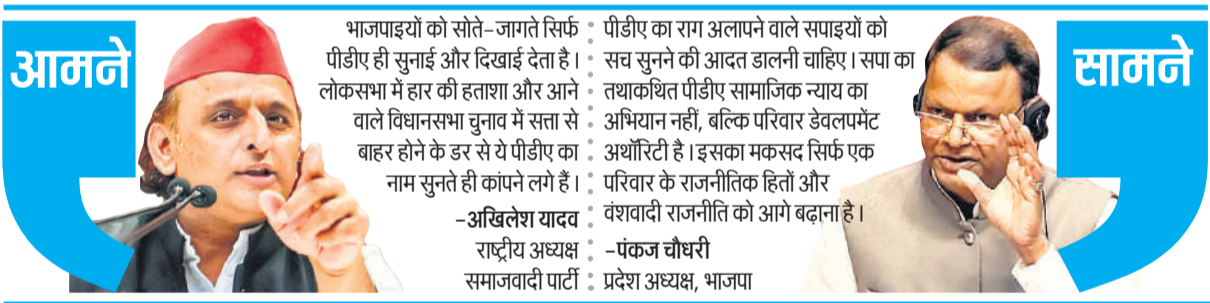 आमने
भाजपाइयों को सोते-जागते सिर्फ
पीडीए ही सुनाई और दिखाई देता है।
लोकसभा में हार की हताशा और आने
वाले विधानसभा चुनाव में सत्ता से
बाहर होने के डर से ये पीडीए का
नाम सुनते ही कांपने लगे हैं।
-अखिलेश यादव
राष्ट्रीय अध्यक्ष
समाजवादी पार्टी
पीडीए का राग अलापने वाले सपाइयों को
सच सुनने की आदत डालनी चाहिए। सपा का
तथाकथित पीडीए सामाजिक न्याय का
अभियान नहीं, बल्कि परिवार डेवलपमेंट
अथॉरिटी है। इसका मकसद सिर्फ एक
परिवार के राजनीतिक हितों और
वंशवादी राजनीति को आगे बढ़ाना है।
-पंकज चौधरी
प्रदेश अध्यक्ष, भाजपा
सामने